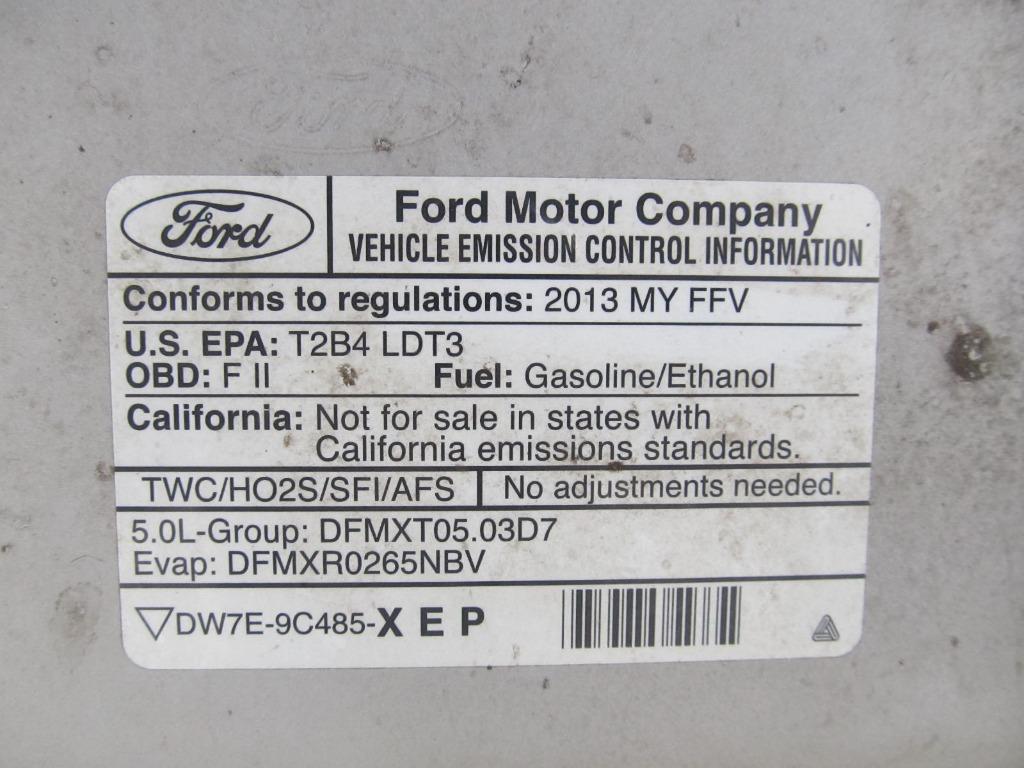 Ford
Ford
Ford Motor Company
VEHICLE EMISSION CONTROL INFORMATION
Conforms to regulations: 2013 MY FFV
U.S. EPA: T2B4 LDT3
OBD: F II Fuel: Gasoline/Ethanol
California: Not for sale in states with
California emissions standards.
TWC/HO2S/SFI/AFS No adjustments needed.
5.0L-Group: DFMXT05.03D7
Evap: DFMXR0265NBV
DW7E-9C485-X E P